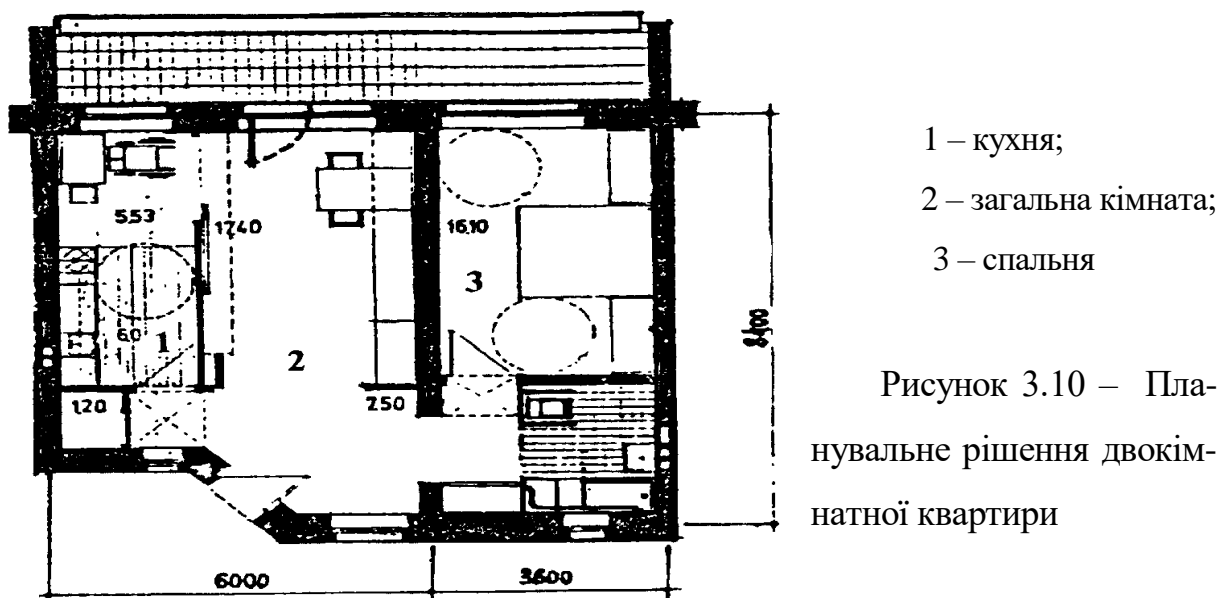 5.53
17.40
16.10
6.0
1
2
3
1.20
7.50
8400
6000
3600
1 – кухня;
2 – загальна кімната;
3 – спальня
Рисунок 3.10 – Пла-
нувальне рішення двокім-
натної квартири